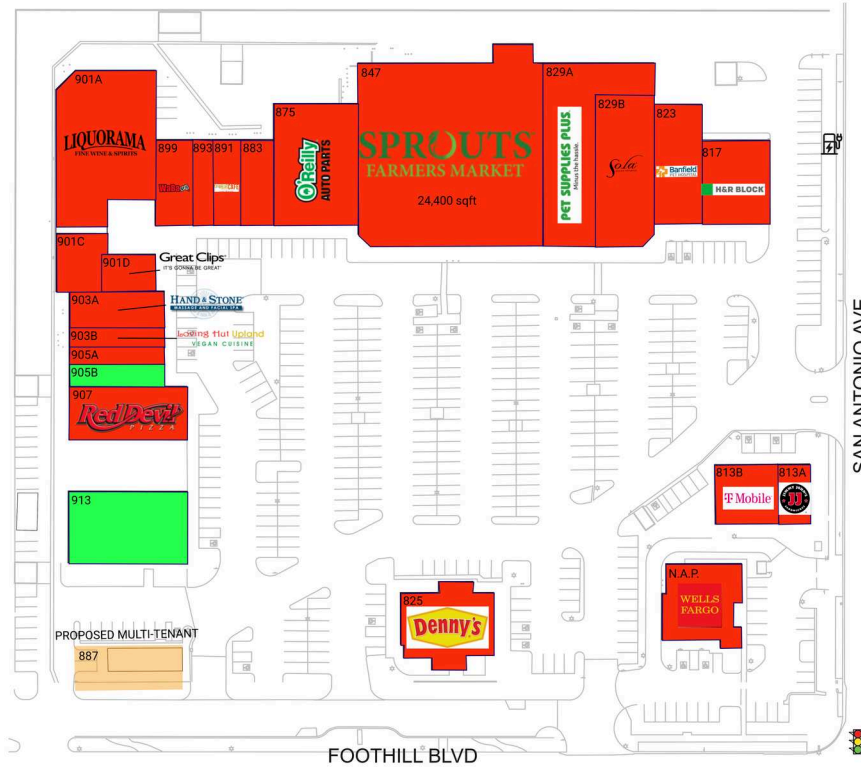 847
829A
901A
875
829B
823
817
LIQUORAMA
FINE WINE & SPIRITS
899
893
891
883
O'Reilly
AUTO PARTS
SPROUTS
FARMERS MARKET
24,400 sqft
PET SUPPLIES PLUS.
Minus the hassle.
Sola
Banfield
PET HOSPITAL
H&R BLOCK
901C
901D
Great Clips
IT'S GONNA BE GREAT
903A
HAND & STONE
MASSAGE AND FACIAL SPA
903B
Loving Hut Upland
VEGAN CUISINE
905A
905B
907
Red Devil
PIZZA
913
813B
813A
T Mobile
JIMMY JOHN'S
JJ
SAN ANTONIO AVE
N.A.P.
WELLS
FARGO
825
Denny's
PROPOSED MULTI-TENANT
887
FOOTHILL BLVD